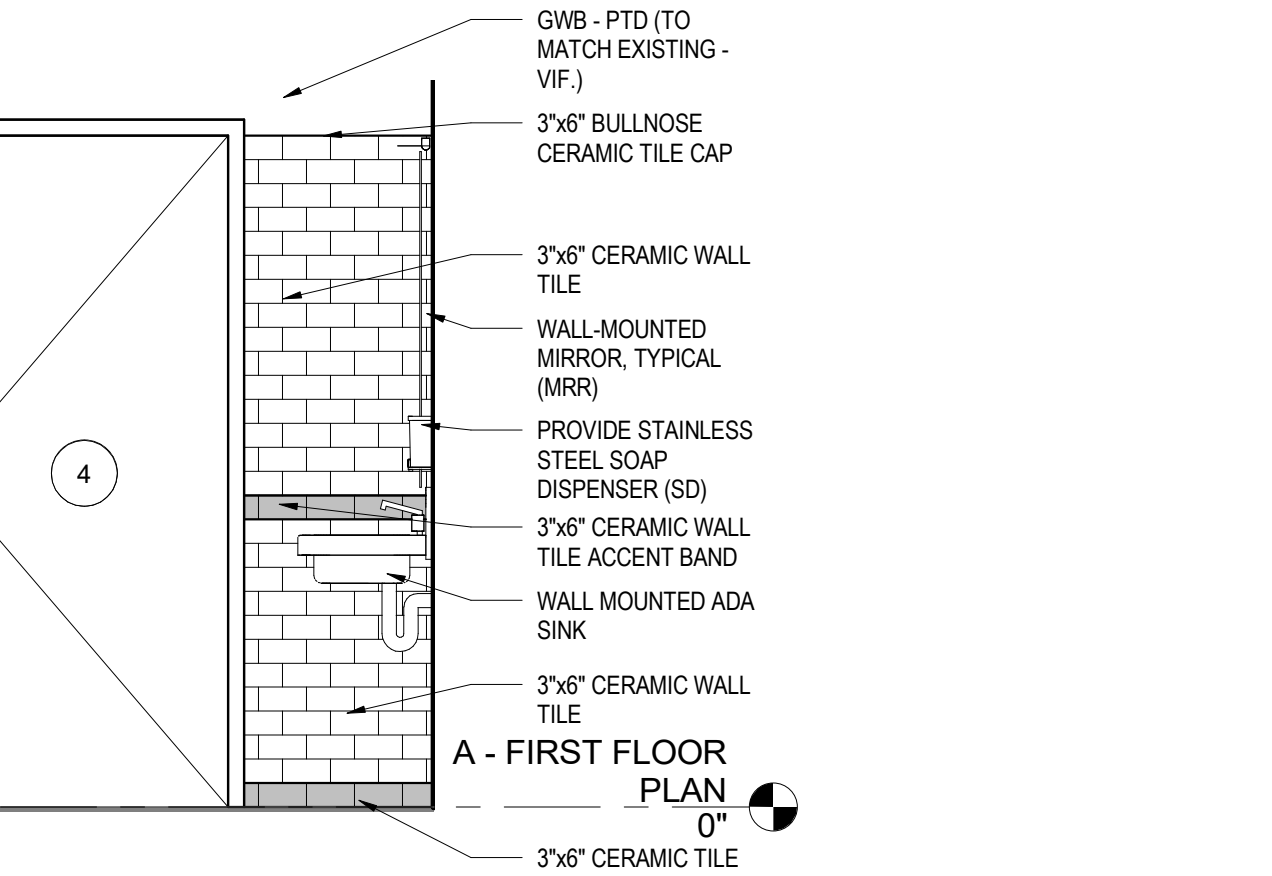 GWB - PTD (TO
MATCH EXISTING -
VIF.)
3"x6" BULLNOSE
CERAMIC TILE CAP
3"x6" CERAMIC WALL
TILE
WALL-MOUNTED
MIRROR, TYPICAL
(MRR)
PROVIDE STAINLESS
STEEL SOAP
DISPENSER (SD)
4
3"x6" CERAMIC WALL
TILE ACCENT BAND
WALL MOUNTED ADA
SINK
3"x6" CERAMIC WALL
TILE
A - FIRST FLOOR
PLAN
0"
3"x6" CERAMIC TILE